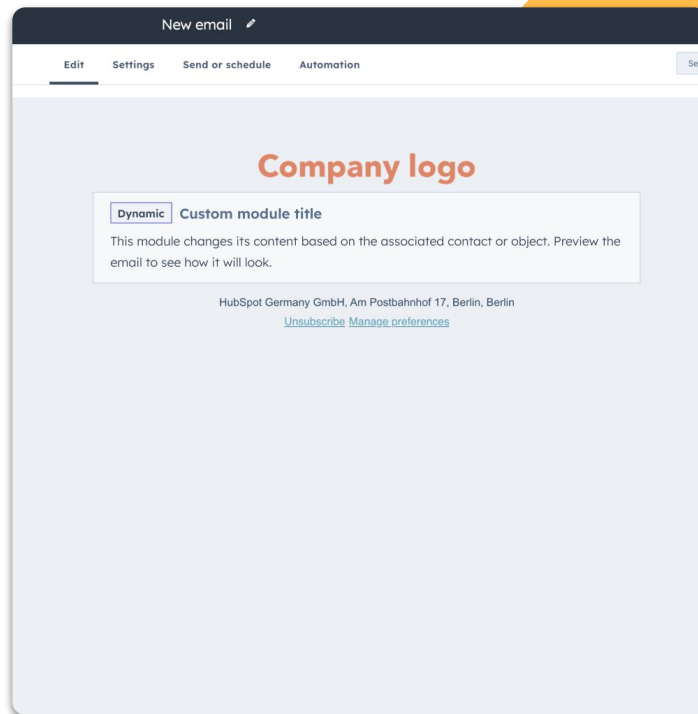 New email
Edit Settings Send or schedule Automation
Company logo
Dynamic Custom module title
This module changes its content based on the associated contact or object. Preview the
email to see how it will look.
HubSpot Germany GmbH, Am Postbahnhof 17, Berlin, Berlin
Unsubscribe Manage preferences